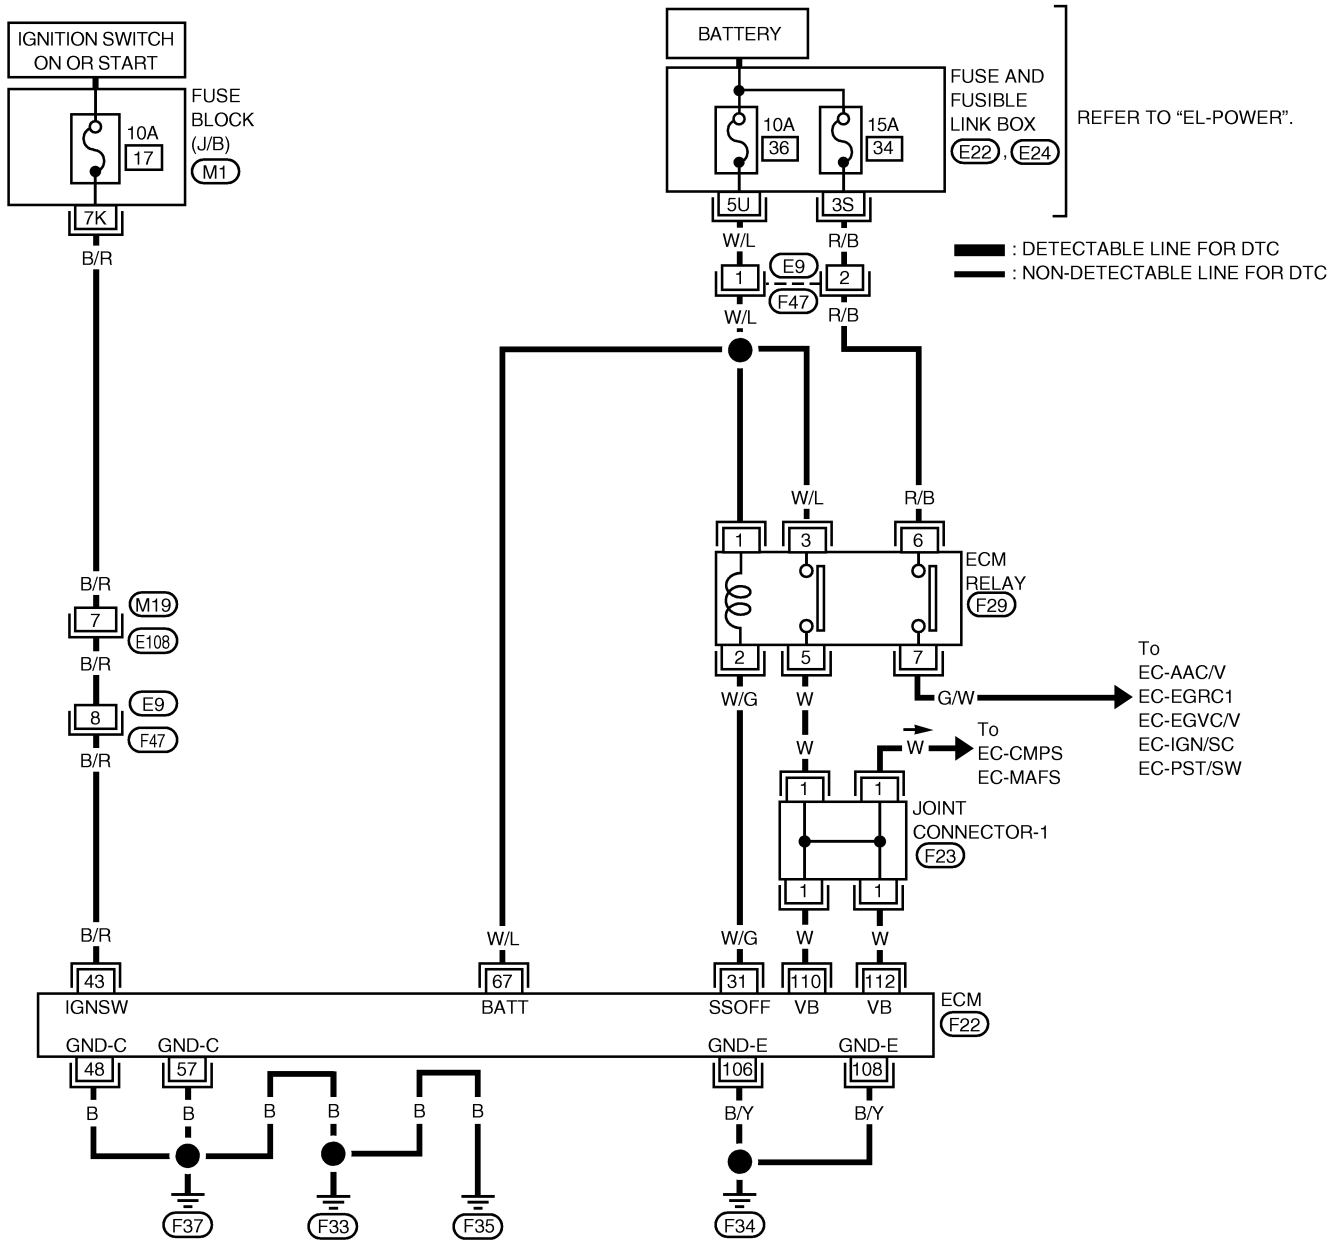 IGNITION SWITCH
ON OR START
FUSE
BLOCK
(J/B)
M1
10A
17
7K
B/R
BATTERY
FUSE AND
FUSIBLE
LINK BOX
E22 , E24
10A
36
15A
34
REFER TO “EL-POWER”.
5U
3S
W/L
R/B
: DETECTABLE LINE FOR DTC
: NON-DETECTABLE LINE FOR DTC
1
E9
2
F47
W/L
R/B
W/L
R/B
1
3
6
ECM
RELAY
F29
2
5
7
B/R
7
M19
E108
B/R
8
E9
F47
B/R
W/G
W
G/W
To
EC-AAC/V
EC-EGRC1
EC-EGVC/V
EC-IGN/SC
EC-PST/SW
W
W
To
EC-CMPS
EC-MAFS
1
1
JOINT
CONNECTOR-1
F23
1
1
B/R
W/L
W/G
W
W
43
67
31
110
112
IGNSW
BATT
SSOFF
VB
VB
ECM
F22
GND-C
GND-C
GND-E
GND-E
48
57
106
108
B
B
B
B
B
B
B/Y
B/Y
F37
F33
F35
F34